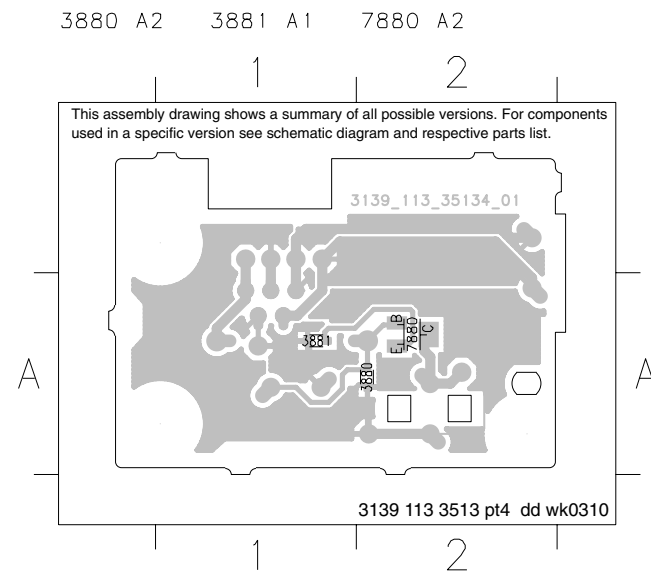 3880 A2 3881 A1 7880 A2
1 2
This assembly drawing shows a summary of all possible versions. For components
used in a specific version see schematic diagram and respective parts list.
3139_113_35134_01
B
7880
C
3881
E
3880
A A
3139 113 3513 pt4 dd wk0310
1 2